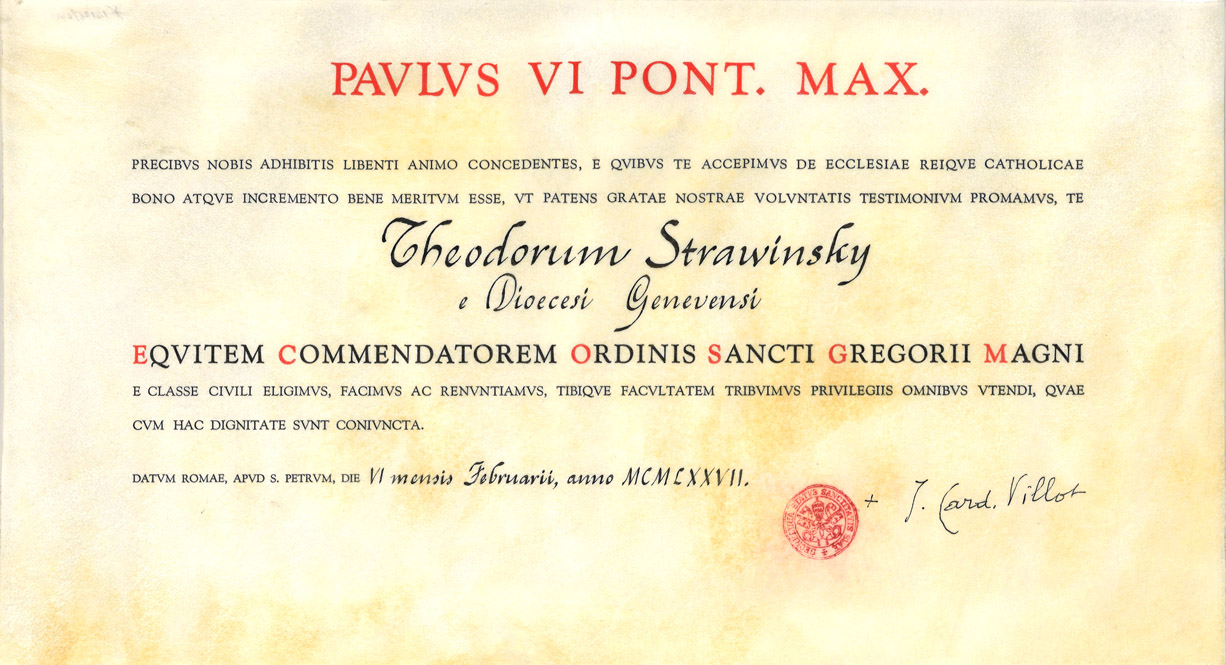 PAVLVS VI PONT. MAX.
PRECIBVS NOBIS ADHIBITIS LIBENTI ANIMO CONCEDENTES, E QVIBVS TE ACCEPIMVS DE ECCLESIAE REIQVE CATHOLICAE
BONO ATQVE INCREMENTO BENE MERITVM ESSE, VT PATENS GRATAE NOSTRAE VOLVNTATIS TESTIMONIVM PROMAMVS, TE
Theodorum Strawinsky
e Dioecesi Genevensi
EQVITEM COMMENDATOREM ORDINIS SANCTI GREGORII MAGNI
E CLASSE CIVILI ELIGIMVS, FACIMVS AC RENVNTIAMVS, TIBIQVE FACVLTATEM TRIBVIMVS PRIVILEGIIS OMNIBVS VTENDI, QVAE
CVM HAC DIGNITATE SVNT CONIVNCTA.
DATVM ROMAE, APVD S. PETRVM, DIE VI mensis Februarii, anno MCMLXXVII.
+ J. Card. Villot